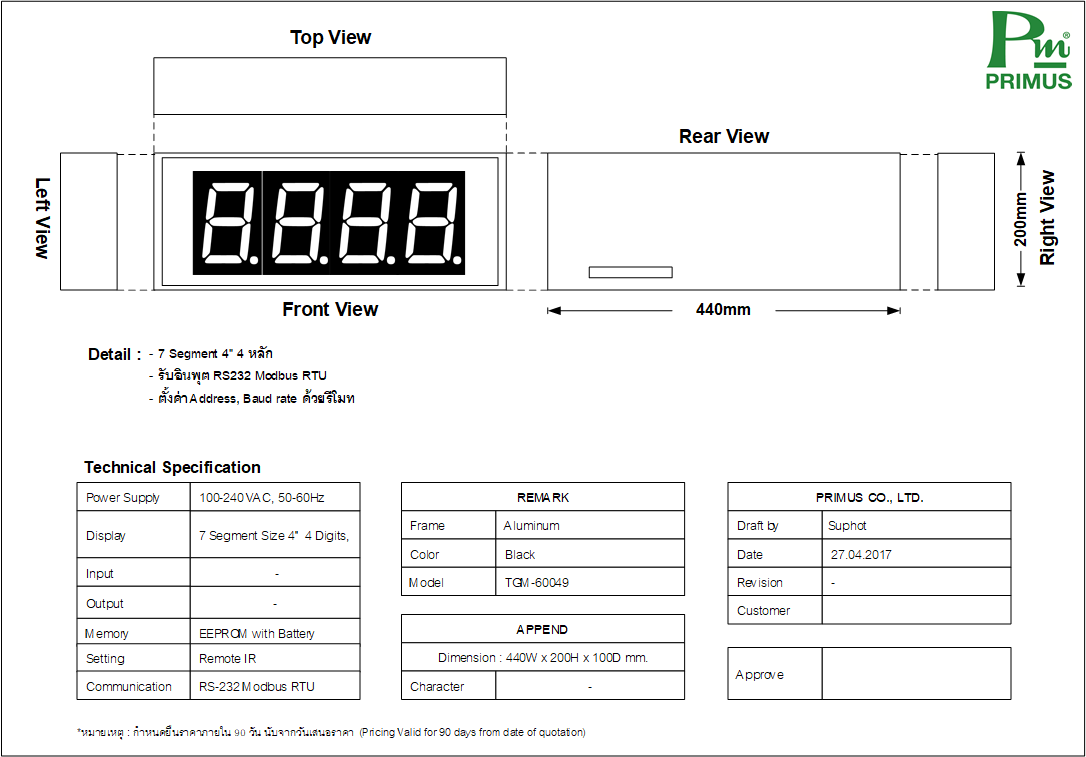 Top View
Pm®
PRIMUS
Rear View
Left View
8.8.8.8.
200mm
Right View
Front View
440mm
Detail : - 7 Segment 4" 4 หลัก
- รับอินพุต RS232 Modbus RTU
- ตั้งค่า Address, Baud rate ด้วยรีโมท
Technical Specification
Power Supply 100-240 VAC, 50-60Hz
Display 7 Segment Size 4" 4 Digits,
Input -
Output -
Memory EEPROM with Battery
Setting Remote IR
Communication RS-232 Modbus RTU
REMARK
Frame Aluminum
Color Black
Model TGM-60049
APPEND
Dimension : 440W x 200H x 100D mm.
Character -
PRIMUS CO., LTD.
Draft by Suphot
Date 27.04.2017
Revision -
Customer
Approve
*หมายเหตุ : กำหนดยืนราคาภายใน 90 วัน นับจากวันเสนอราคา (Pricing Valid for 90 days from date of quotation)